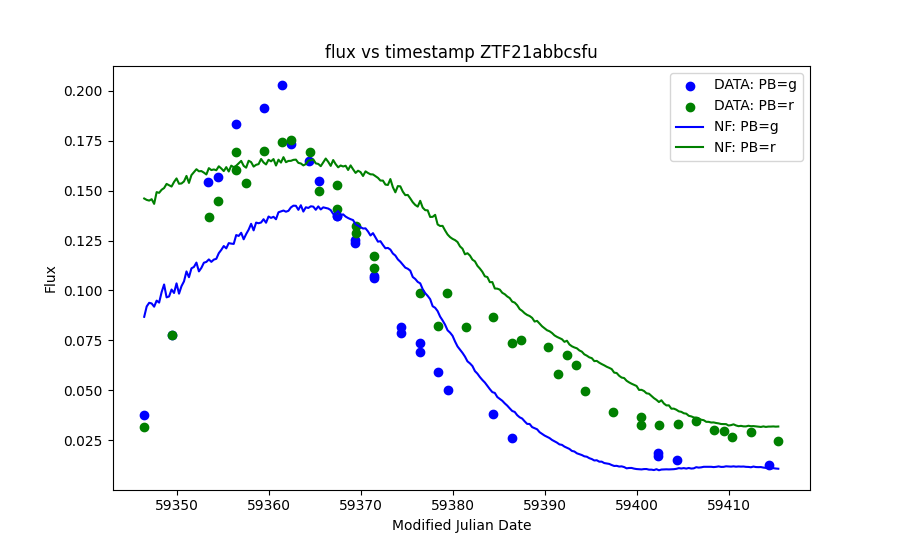 flux vs timestamp ZTF21abbcsfu
DATA: PB=g
DATA: PB=r
NF: PB=g
NF: PB=r
Flux
0.200
0.175
0.150
0.125
0.100
0.075
0.050
0.025
59350
59360
59370
59380
59390
59400
59410
Modified Julian Date